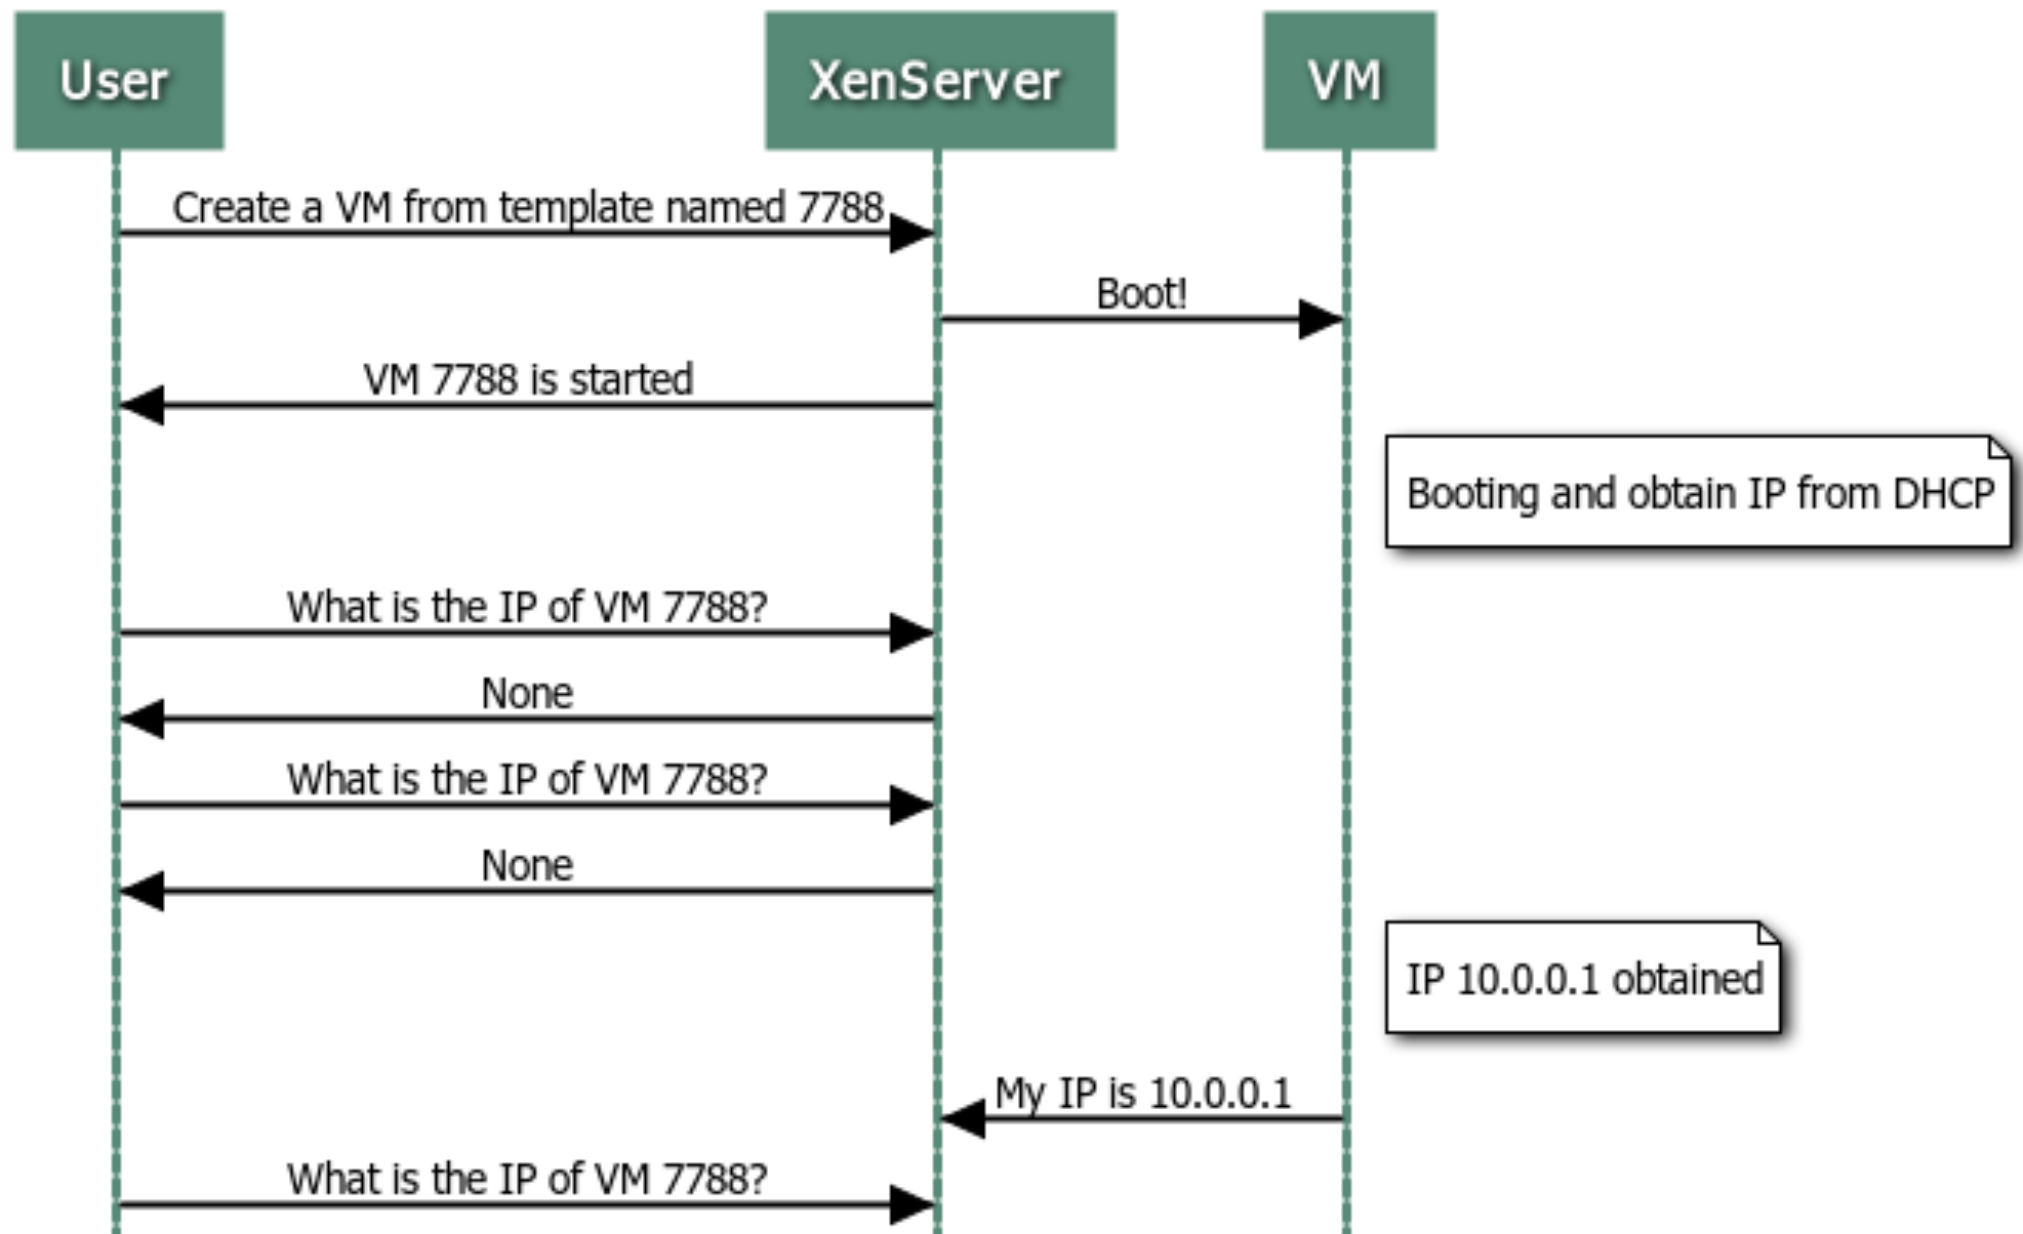 User
XenServer
VM
Create a VM from template named 7788
Boot!
VM 7788 is started
Booting and obtain IP from DHCP
What is the IP of VM 7788?
None
What is the IP of VM 7788?
None
IP 10.0.0.1 obtained
My IP is 10.0.0.1
What is the IP of VM 7788?